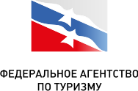 ФЕДЕРАЛЬНОЕ АГЕНТСТВО
ПО ТУРИЗМУ